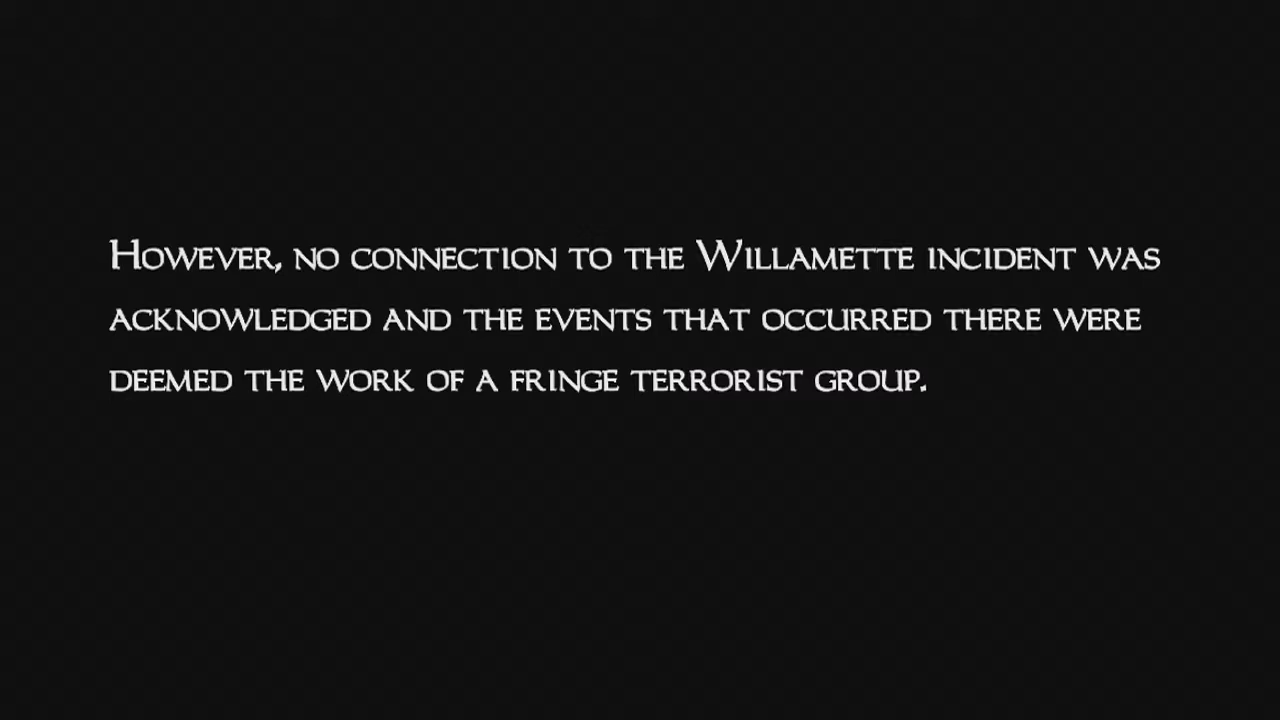 However, no connection to the Willamette incident was
acknowledged and the events that occurred there were
deemed the work of a fringe terrorist group.